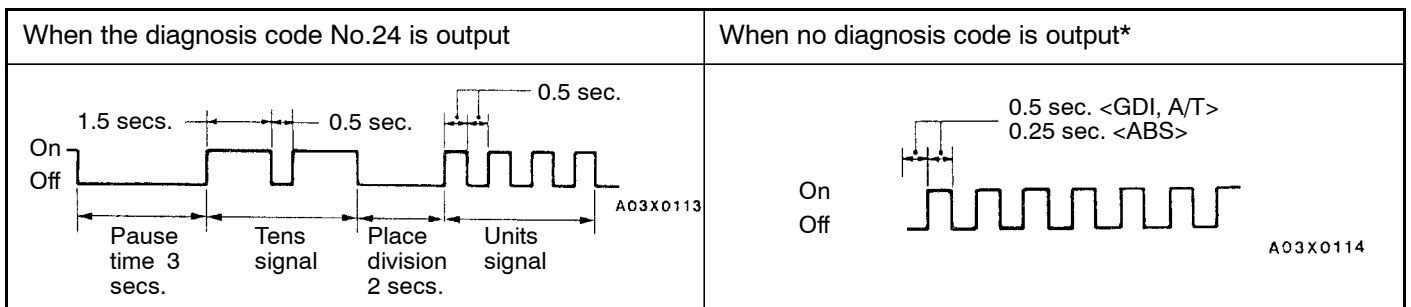 When the diagnosis code No.24 is output
When no diagnosis code is output*
1.5 secs.
0.5 sec.
0.5 sec.
On
Off
A03X0113
Pause
time 3
secs.
Tens
signal
Place
division
2 secs.
Units
signal
0.5 sec. <GDI, A/T>
0.25 sec. <ABS>
On
Off
A03X0114